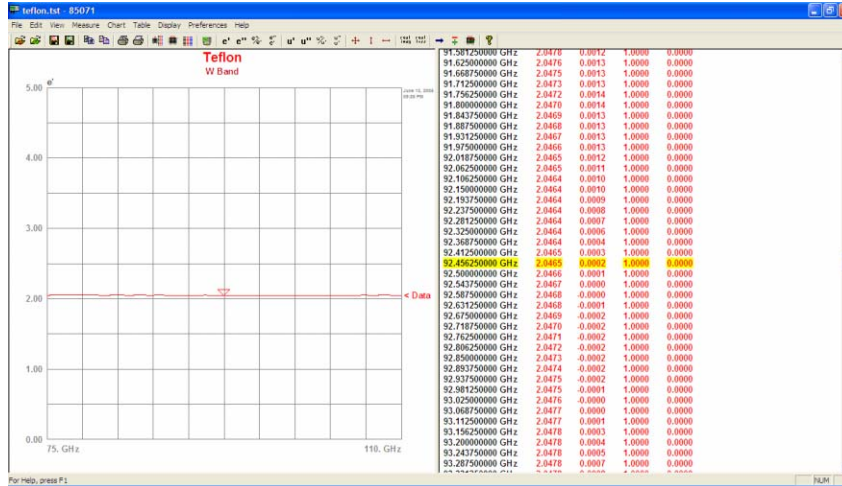 teflon.tst - 85071
File Edit View Measure Chart Table Display Preferences Help
e' e" u' u"
Teflon
W Band
e'
5.00
4.00
3.00
2.00
1.00
0.00
< Data
75. GHz 110. GHz
91.581250000 GHz 2.0478 0.0012 1.0000 0.0000
91.625000000 GHz 2.0476 0.0013 1.0000 0.0000
91.668750000 GHz 2.0475 0.0013 1.0000 0.0000
91.712500000 GHz 2.0473 0.0013 1.0000 0.0000
91.756250000 GHz 2.0472 0.0014 1.0000 0.0000
91.800000000 GHz 2.0470 0.0014 1.0000 0.0000
91.843750000 GHz 2.0469 0.0013 1.0000 0.0000
91.887500000 GHz 2.0468 0.0013 1.0000 0.0000
91.931250000 GHz 2.0467 0.0013 1.0000 0.0000
91.975000000 GHz 2.0466 0.0013 1.0000 0.0000
92.018750000 GHz 2.0465 0.0012 1.0000 0.0000
92.062500000 GHz 2.0465 0.0011 1.0000 0.0000
92.106250000 GHz 2.0464 0.0010 1.0000 0.0000
92.150000000 GHz 2.0464 0.0010 1.0000 0.0000
92.193750000 GHz 2.0464 0.0009 1.0000 0.0000
92.237500000 GHz 2.0464 0.0008 1.0000 0.0000
92.281250000 GHz 2.0464 0.0007 1.0000 0.0000
92.325000000 GHz 2.0464 0.0006 1.0000 0.0000
92.368750000 GHz 2.0464 0.0004 1.0000 0.0000
92.412500000 GHz 2.0465 0.0003 1.0000 0.0000
92.456250000 GHz 2.0465 0.0002 1.0000 0.0000
92.500000000 GHz 2.0466 0.0001 1.0000 0.0000
92.543750000 GHz 2.0467 0.0000 1.0000 0.0000
92.587500000 GHz 2.0468 -0.0000 1.0000 0.0000
92.631250000 GHz 2.0468 -0.0001 1.0000 0.0000
92.675000000 GHz 2.0469 -0.0002 1.0000 0.0000
92.718750000 GHz 2.0470 -0.0002 1.0000 0.0000
92.762500000 GHz 2.0471 -0.0002 1.0000 0.0000
92.806250000 GHz 2.0472 -0.0002 1.0000 0.0000
92.850000000 GHz 2.0473 -0.0002 1.0000 0.0000
92.893750000 GHz 2.0474 -0.0002 1.0000 0.0000
92.937500000 GHz 2.0475 -0.0002 1.0000 0.0000
92.981250000 GHz 2.0475 -0.0001 1.0000 0.0000
93.025000000 GHz 2.0476 -0.0000 1.0000 0.0000
93.068750000 GHz 2.0477 0.0000 1.0000 0.0000
93.112500000 GHz 2.0477 0.0001 1.0000 0.0000
93.156250000 GHz 2.0478 0.0003 1.0000 0.0000
93.200000000 GHz 2.0478 0.0004 1.0000 0.0000
93.243750000 GHz 2.0478 0.0005 1.0000 0.0000
93.287500000 GHz 2.0478 0.0007 1.0000 0.0000
For Help, press F1 NUM